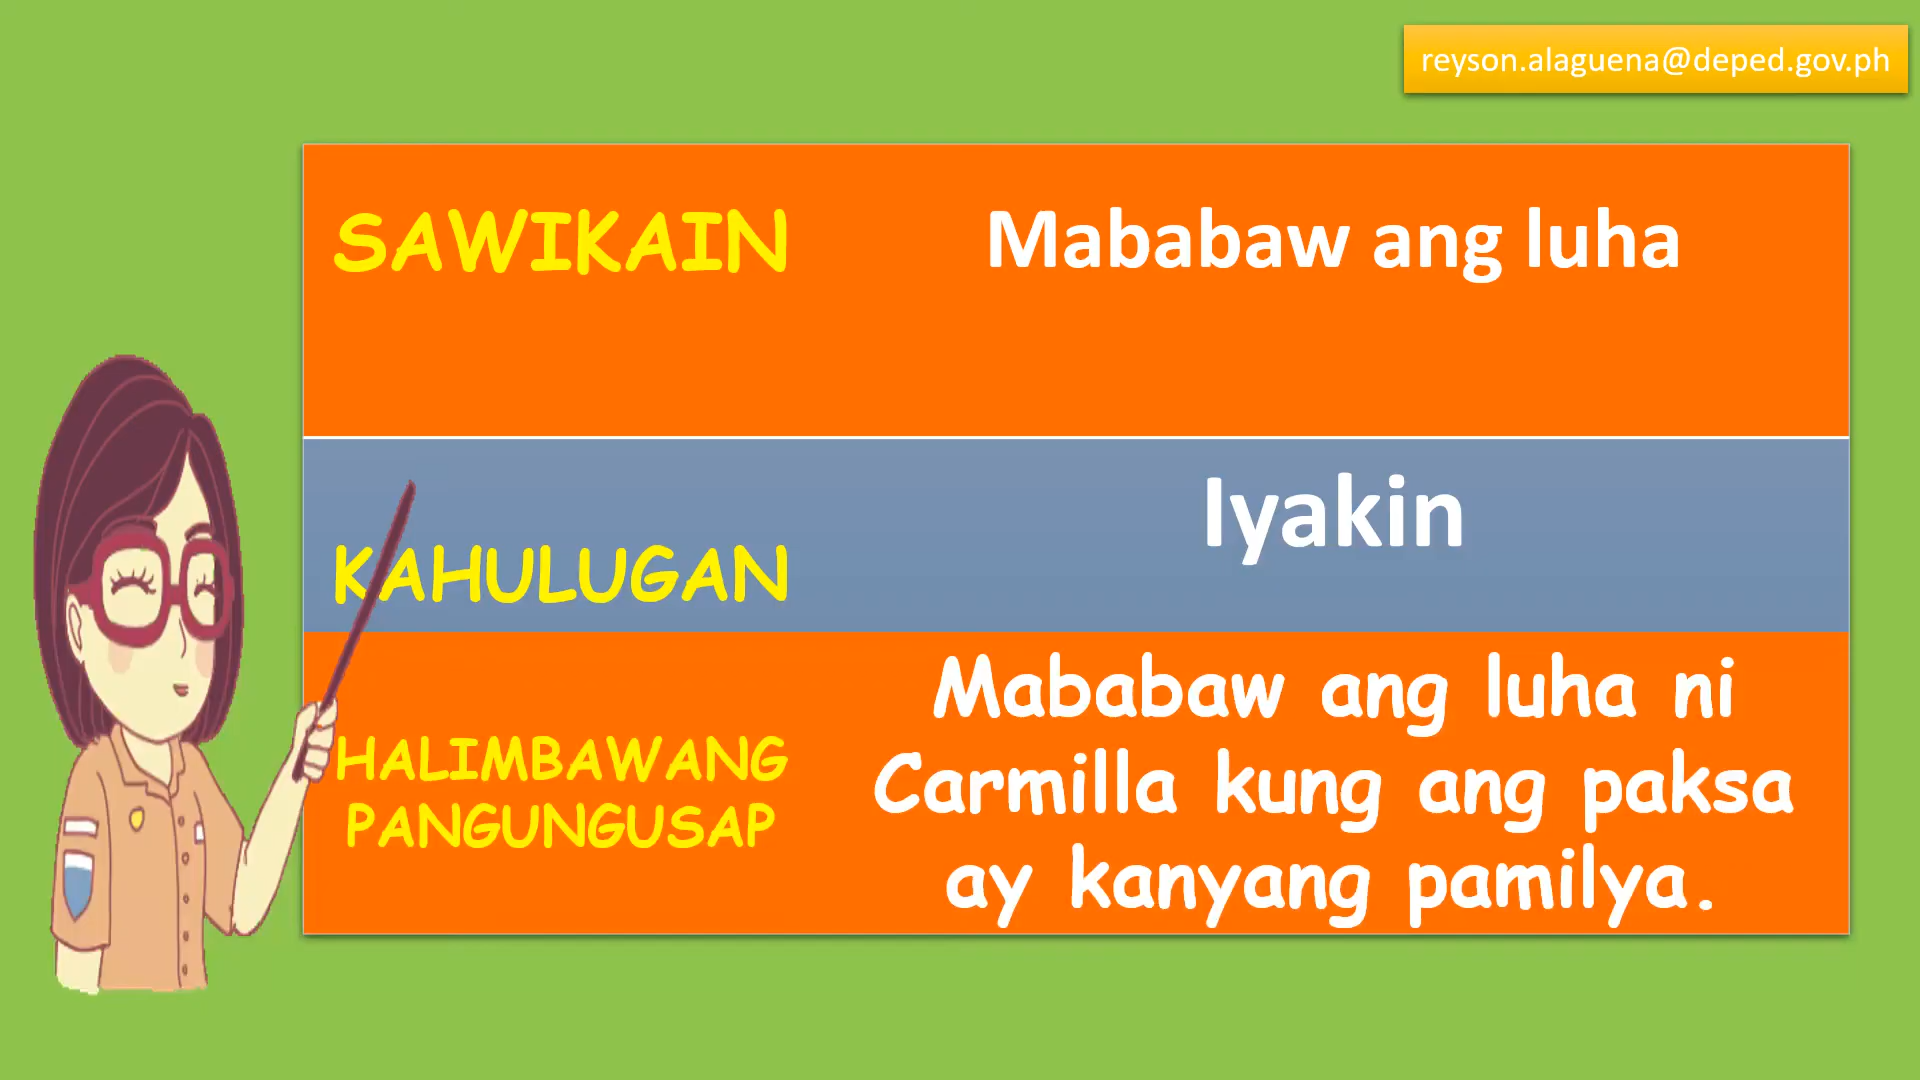 reyson.alaguena@deped.gov.ph
SAWIKAIN
Mababaw ang luha
KAHULUGAN
Iyakin
HALIMBAWANG
PANGUNGUSAP
Mababaw ang luha ni
Carmilla kung ang paksa
ay kanyang pamilya.